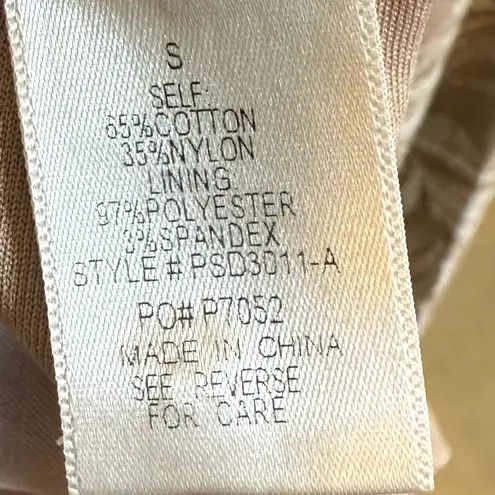 S
SELF:
65%COTTON
35%NYLON
LINING
97%POLYESTER
3%SPANDEX
STYLE # PSD3011-A
PO# P7052
MADE IN CHINA
SEE REVERSE
FOR CARE